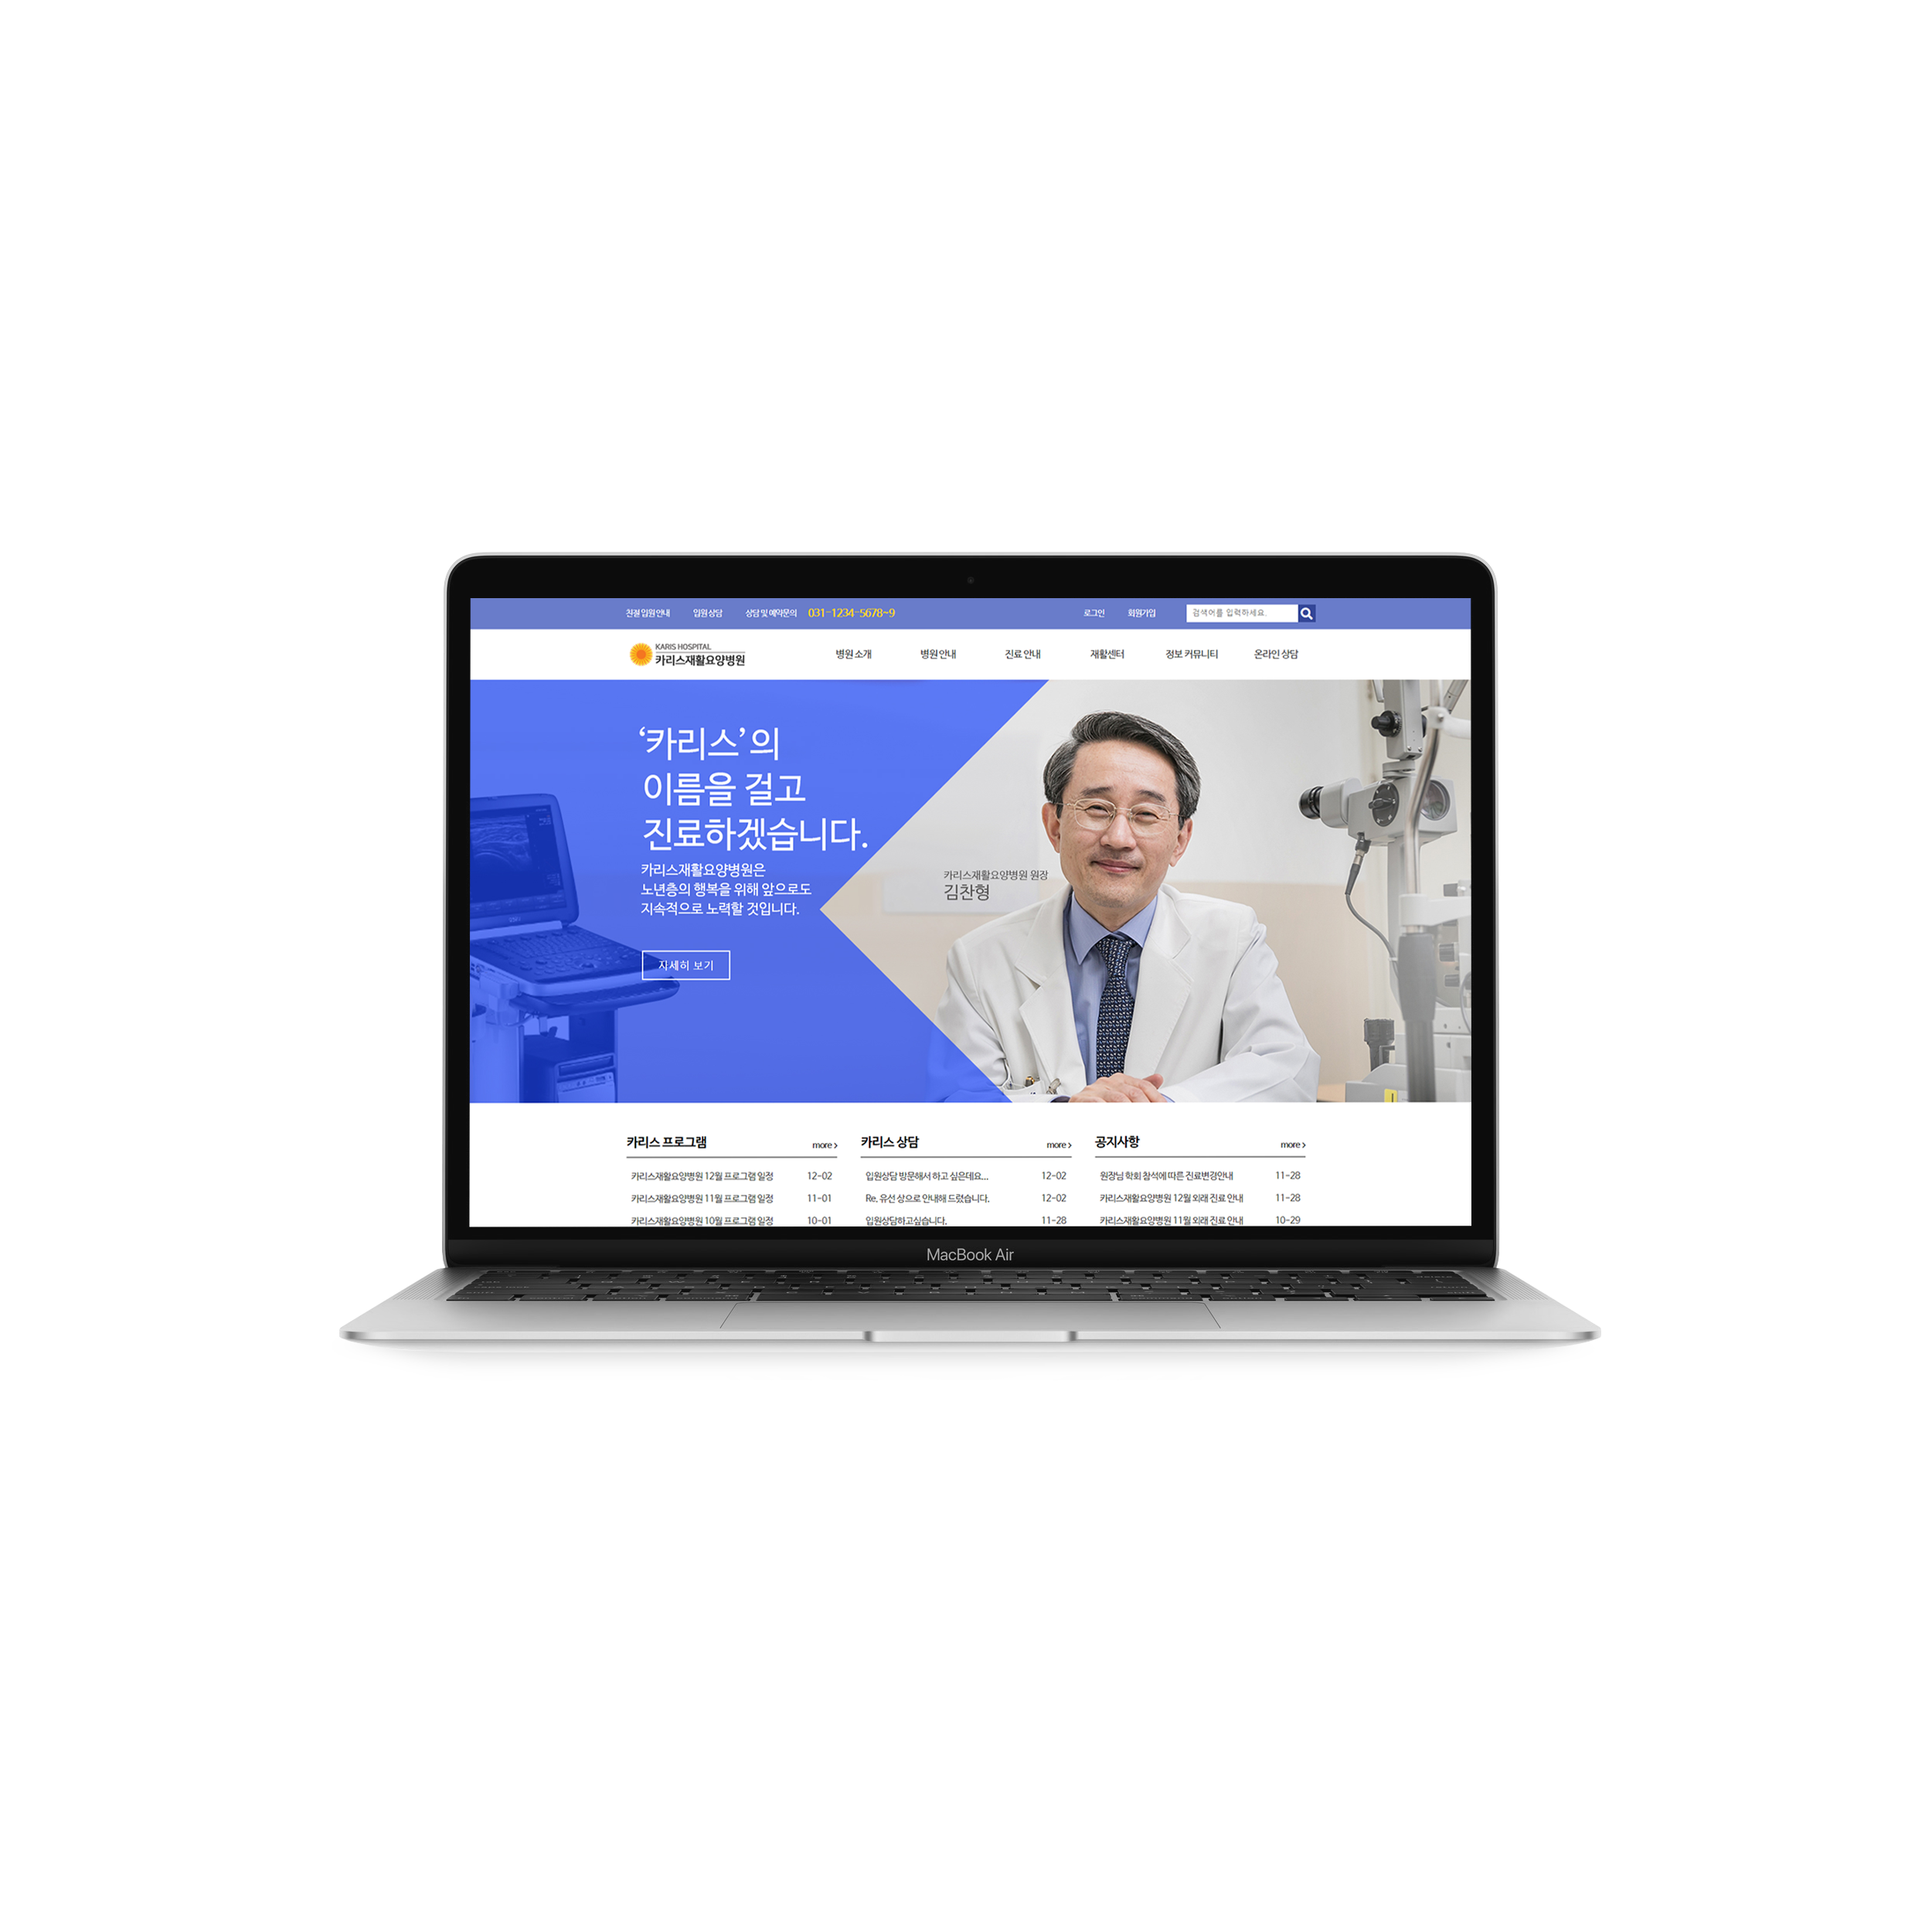 친절 입원 안내 입원 상담 상담 및 예약문의 031-1234-5678~9 로그인 회원가입 검색어를 입력하세요.
KARIS HOSPITAL
카리스재활요양병원 병원 소개 병원 안내 진료 안내 재활센터 정보 커뮤니티 온라인 상담
‘카리스’의
이름을 걸고
진료하겠습니다.
카리스재활요양병원은
노년층의 행복을 위해 앞으로도
지속적으로 노력할 것입니다.
자세히 보기
카리스재활요양병원 원장
김찬형
카리스 프로그램 more >
카리스재활요양병원 12월 프로그램 일정 12-02
카리스재활요양병원 11월 프로그램 일정 11-01
카리스재활요양병원 10월 프로그램 일정 10-01
카리스 상담 more >
입원상담 방문해서 하고 싶은데요... 12-02
Re. 유선 상으로 안내해 드렸습니다. 12-02
입원상담하고싶습니다. 11-28
공지사항 more >
원장님 학회 참석에 따른 진료변경안내 11-28
카리스재활요양병원 12월 외래 진료 안내 11-28
카리스재활요양병원 11월 외래 진료 안내 10-29
MacBook Air